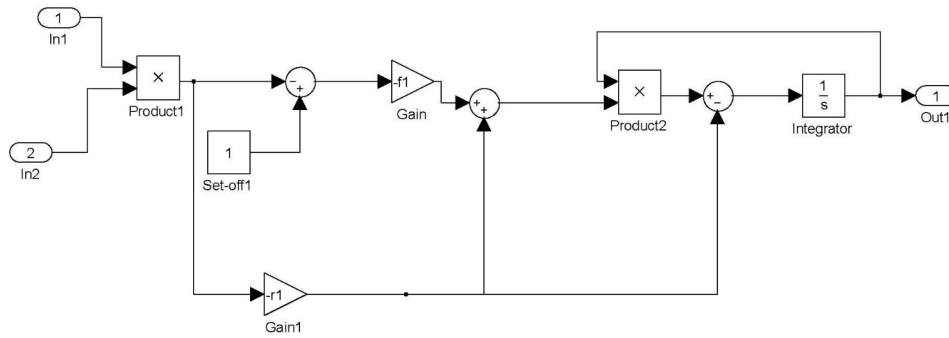 1
In1
2
In2
×
Product1
-
+
1
Set-off1
-f1
Gain
+
+
-r1
Gain1
×
Product2
+
-
1
s
Integrator
1
Out1